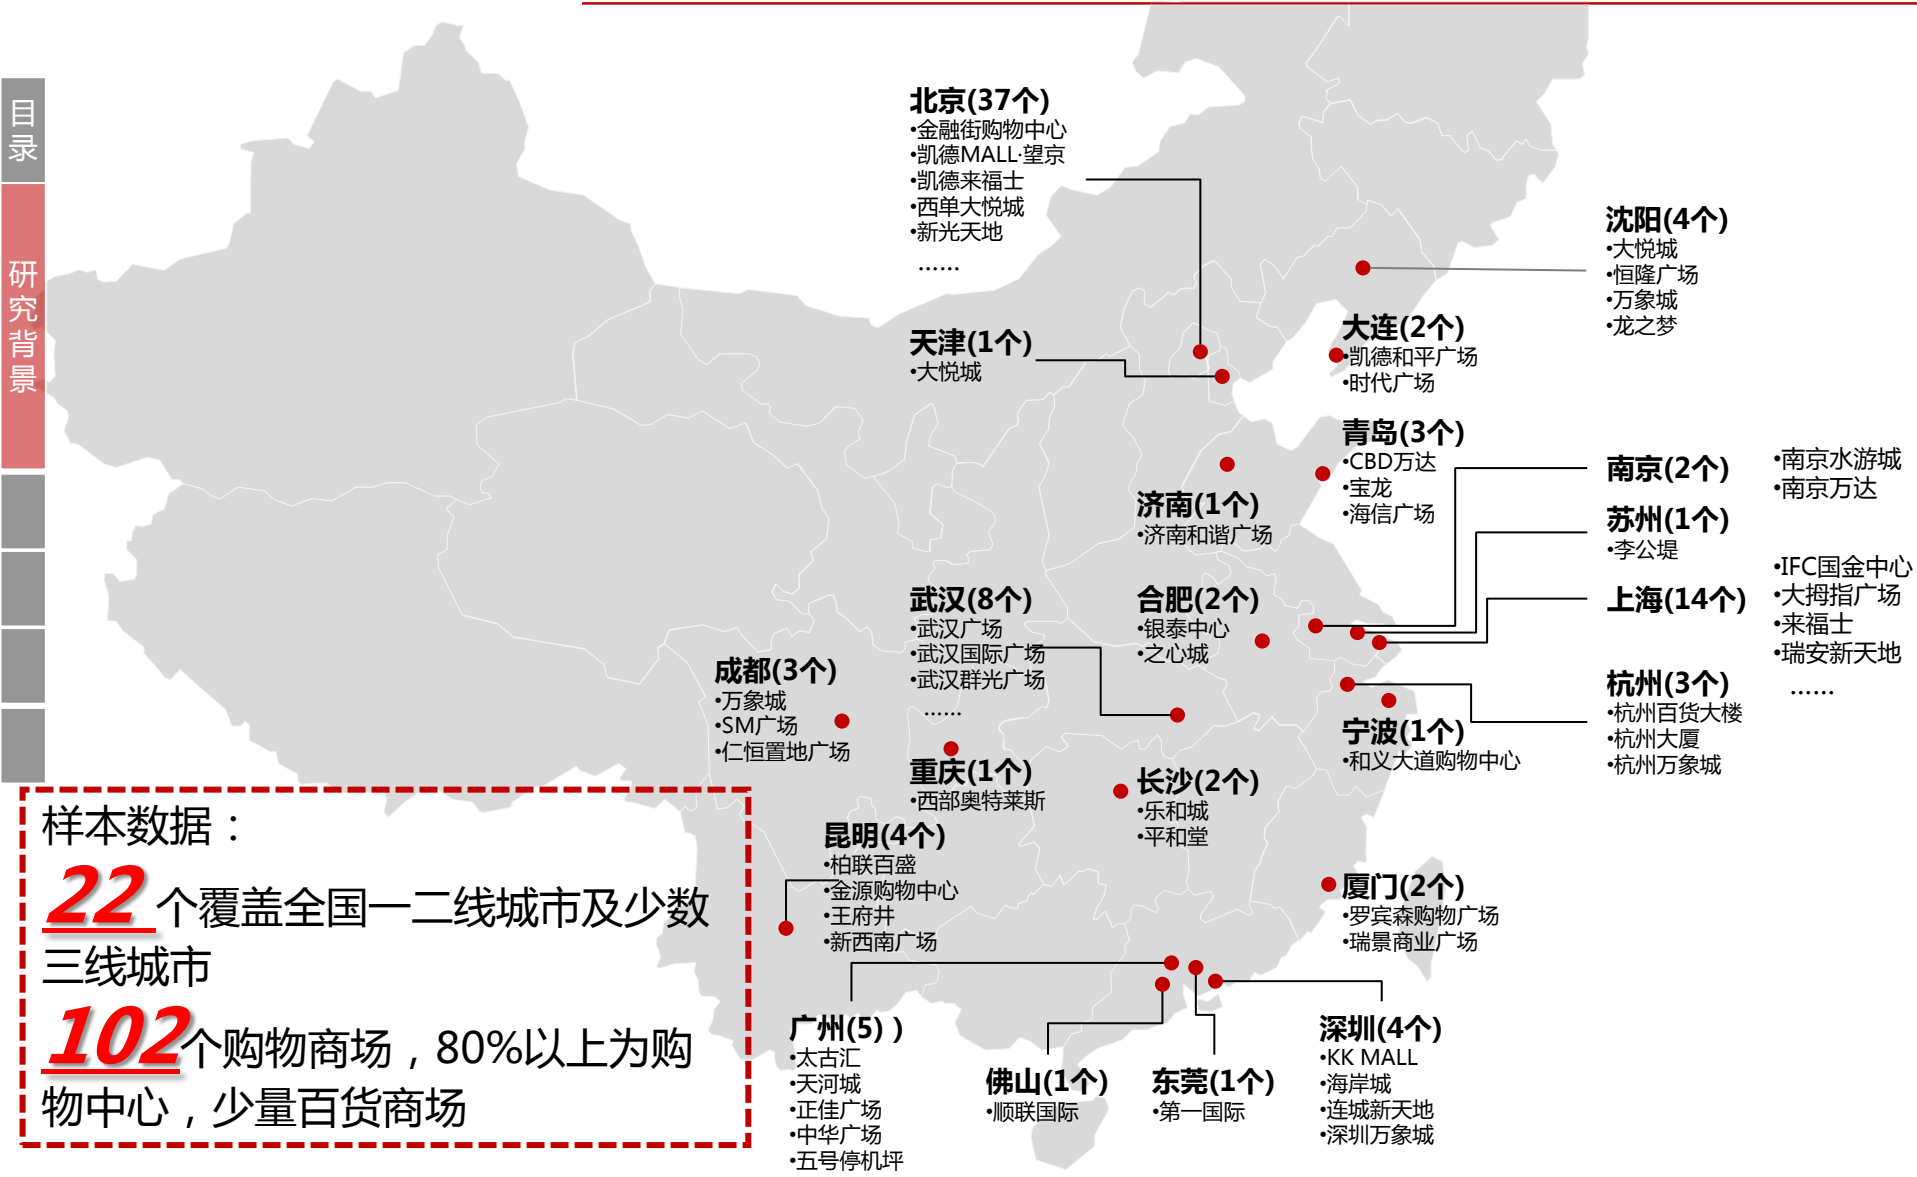 目录
研究背景
北京(37个)
•金融街购物中心
•凯德MALL·望京
•凯德来福士
•西单大悦城
•新光天地
……
天津(1个)
•大悦城
沈阳(4个)
•大悦城
•恒隆广场
•万象城
•龙之梦
大连(2个)
•凯德和平广场
•时代广场
青岛(3个)
•CBD万达
•宝龙
•海信广场
济南(1个)
•济南和谐广场
南京(2个)
•南京水游城
•南京万达
苏州(1个)
•李公堤
上海(14个)
•IFC国金中心
•大拇指广场
•来福士
•瑞安新天地
……
武汉(8个)
•武汉广场
•武汉国际广场
•武汉群光广场
……
合肥(2个)
•银泰中心
•之心城
成都(3个)
•万象城
•SM广场
•仁恒置地广场
杭州(3个)
•杭州百货大楼
•杭州大厦
•杭州万象城
宁波(1个)
•和义大道购物中心
重庆(1个)
•西部奥特莱斯
长沙(2个)
•乐和城
•平和堂
昆明(4个)
•柏联百盛
•金源购物中心
•王府井
•新西南广场
厦门(2个)
•罗宾森购物广场
•瑞景商业广场
广州(5) )
•太古汇
•天河城
•正佳广场
•中华广场
•五号停机坪
佛山(1个)
•顺联国际
东莞(1个)
•第一国际
深圳(4个)
•KK MALL
•海岸城
•连城新天地
•深圳万象城
样本数据：
22个覆盖全国一二线城市及少数
三线城市
102个购物商场，80%以上为购
物中心，少量百货商场